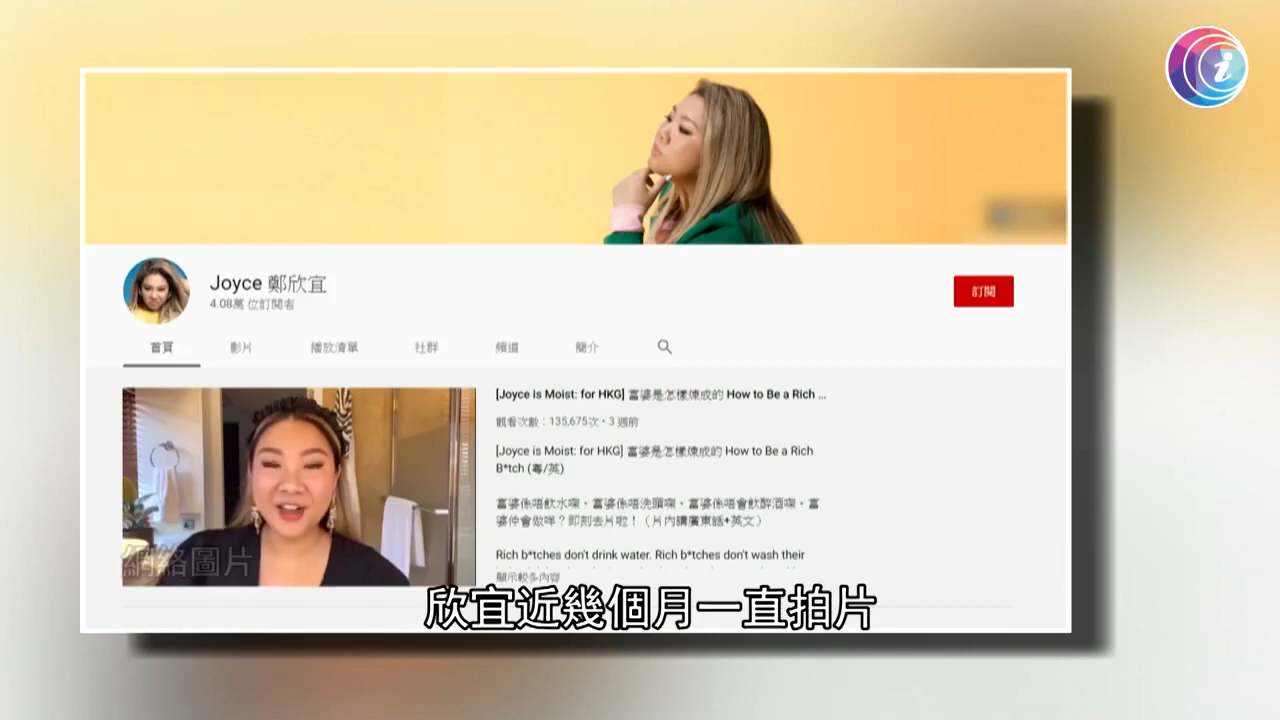 i
Joyce 鄭欣宜
4.08萬 位訂閱者
訂閱
首頁
影片
播放清單
社群
頻道
簡介
[Joyce is Moist: for HKG] 富婆是怎樣煉成的 How to Be a Rich ...
觀看次數：135,675次・3 週前
[Joyce is Moist: for HKG] 富婆是怎樣煉成的 How to Be a Rich
B*tch (粵/英)
富婆係唔飲水㗎。富婆係唔洗頭㗎。富婆係唔會飲醉酒㗎。富
婆仲會做咩？即刻去片啦！（片內講廣東話+英文）
Rich b*tches don't drink water. Rich b*tches don't wash their
顯示較多內容
網絡圖片
欣宜近幾個月一直拍片